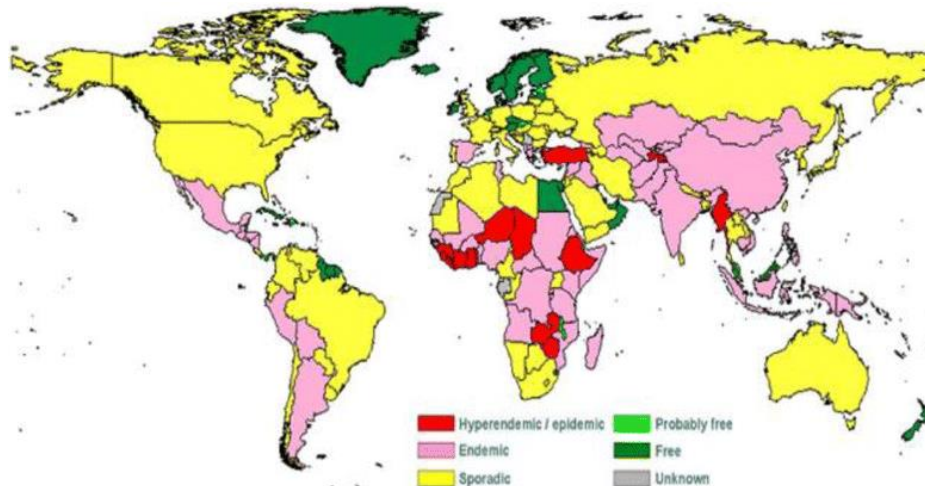 Hyperendemic / epidemic
Endemic
Sporadic
Probably free
Free
Unknown